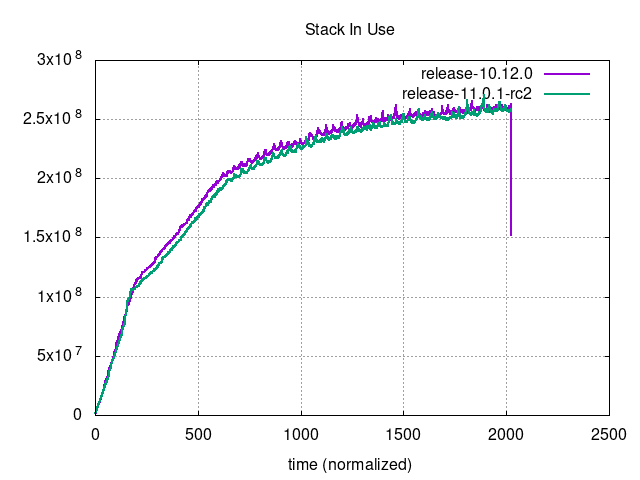 Stack In Use
3x10^8
release-10.12.0
release-11.0.1-rc2
2.5x10^8
2x10^8
1.5x10^8
1x10^8
5x10^7
0
0 500 1000 1500 2000 2500
time (normalized)